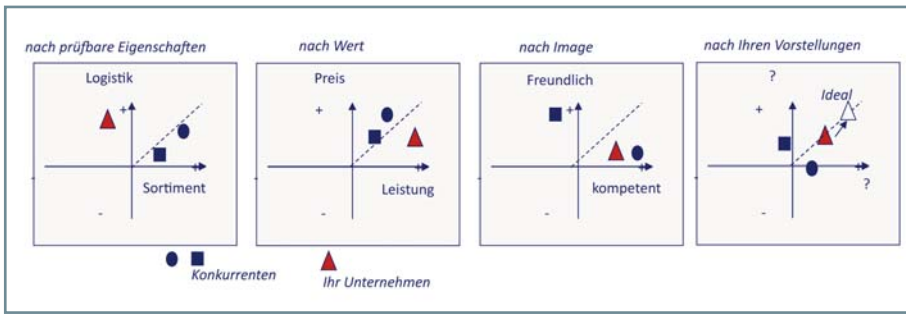 nach prüfbare Eigenschaften
nach Wert
nach Image
nach Ihren Vorstellungen
Logistik
+
+
Sortiment
-
-
Preis
+
+
Leistung
-
-
Freundlich
+
+
kompetent
-
-
?
Ideal
+
+
?
-
-
Konkurrenten
Ihr Unternehmen